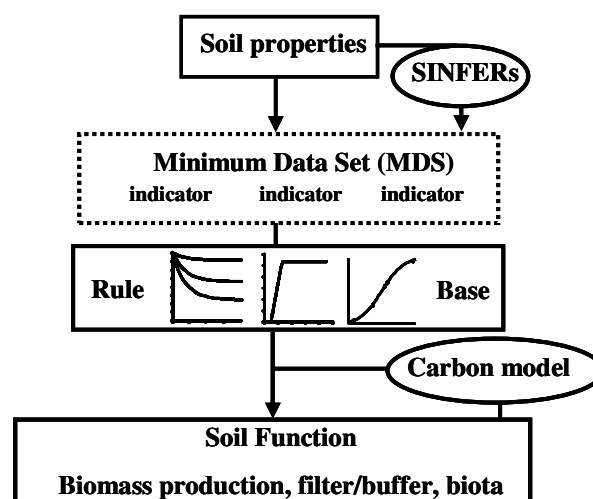 Soil properties
SINFERs
Minimum Data Set (MDS)
indicator indicator indicator
Rule Base
Carbon model
Soil Function
Biomass production, filter/buffer, biota